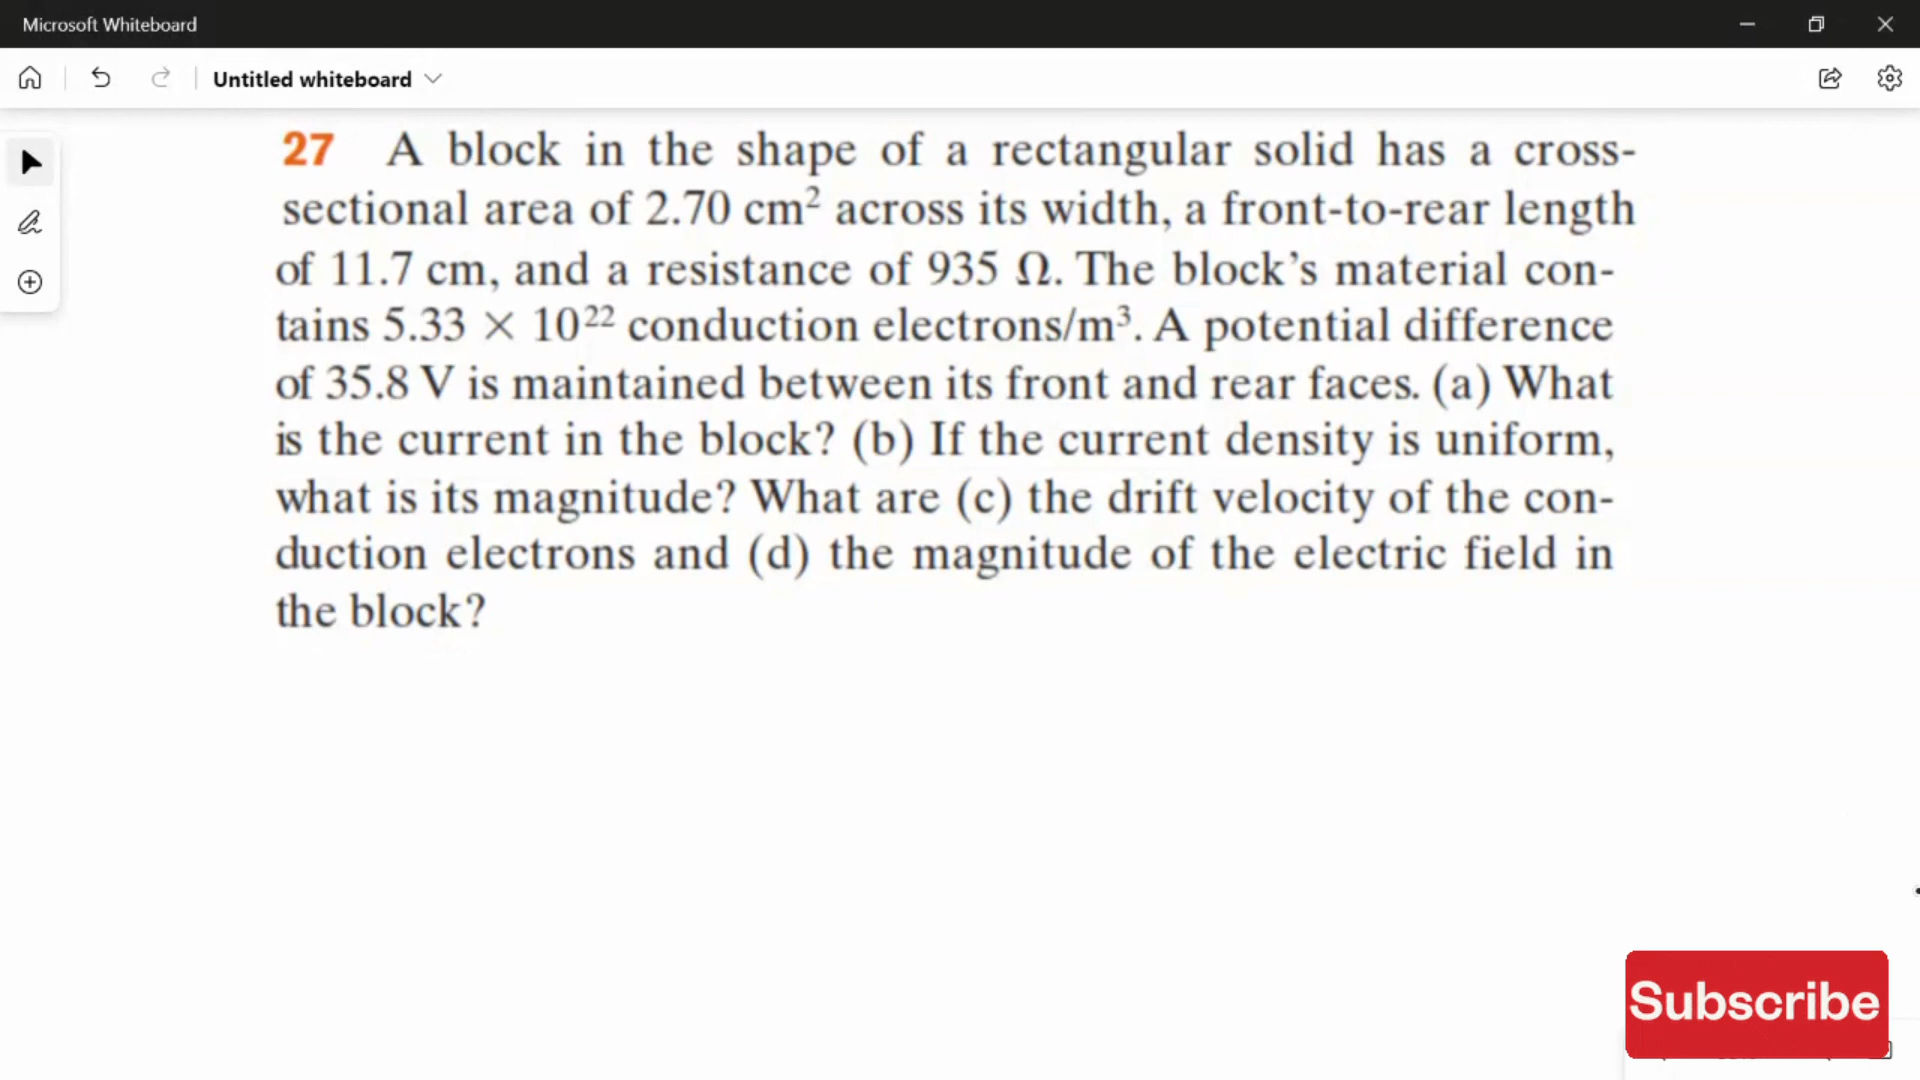 Microsoft Whiteboard
Untitled whiteboard
27 A block in the shape of a rectangular solid has a cross-
sectional area of 2.70 cm² across its width, a front-to-rear length
of 11.7 cm, and a resistance of 935 Ω. The block's material con-
tains 5.33 × 10²² conduction electrons/m³. A potential difference
of 35.8 V is maintained between its front and rear faces. (a) What
is the current in the block? (b) If the current density is uniform,
what is its magnitude? What are (c) the drift velocity of the con-
duction electrons and (d) the magnitude of the electric field in
the block?
Subscribe